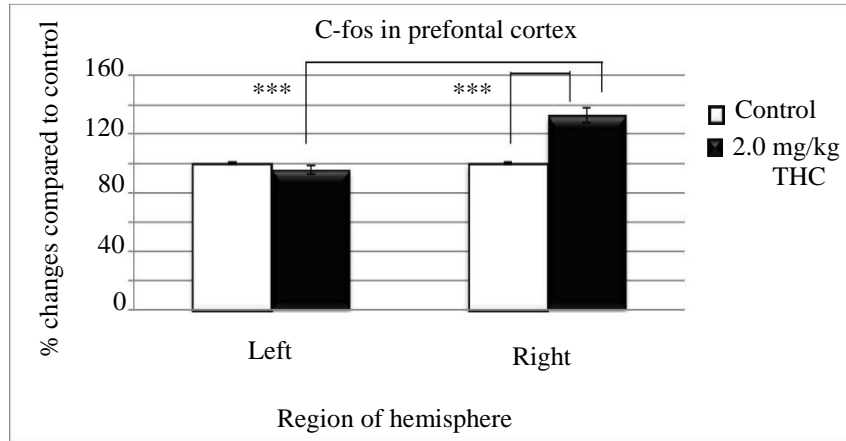 C-fos in prefontal cortex
% changes compared to control
160
120
80
40
0
***
***
Control
2.0 mg/kg
THC
Left
Right
Region of hemisphere